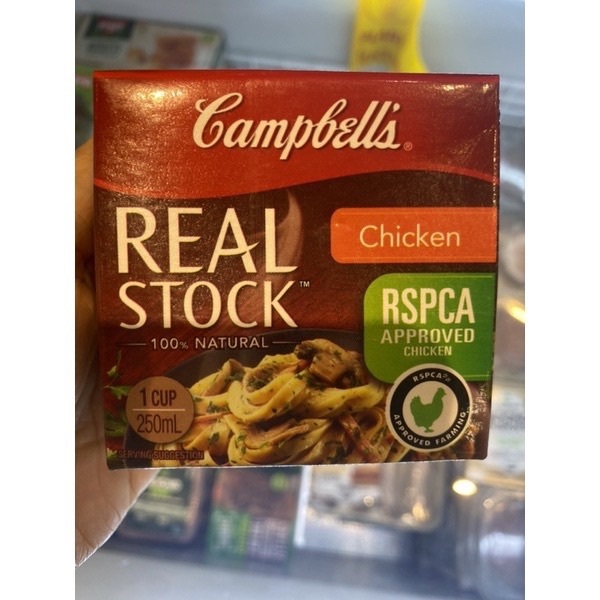 Campbell's®
REAL
STOCK™
100% NATURAL
Chicken
RSPCA
APPROVED
CHICKEN
RSPCA
APPROVED FARMING
1 CUP
250mL
SERVING SUGGESTION